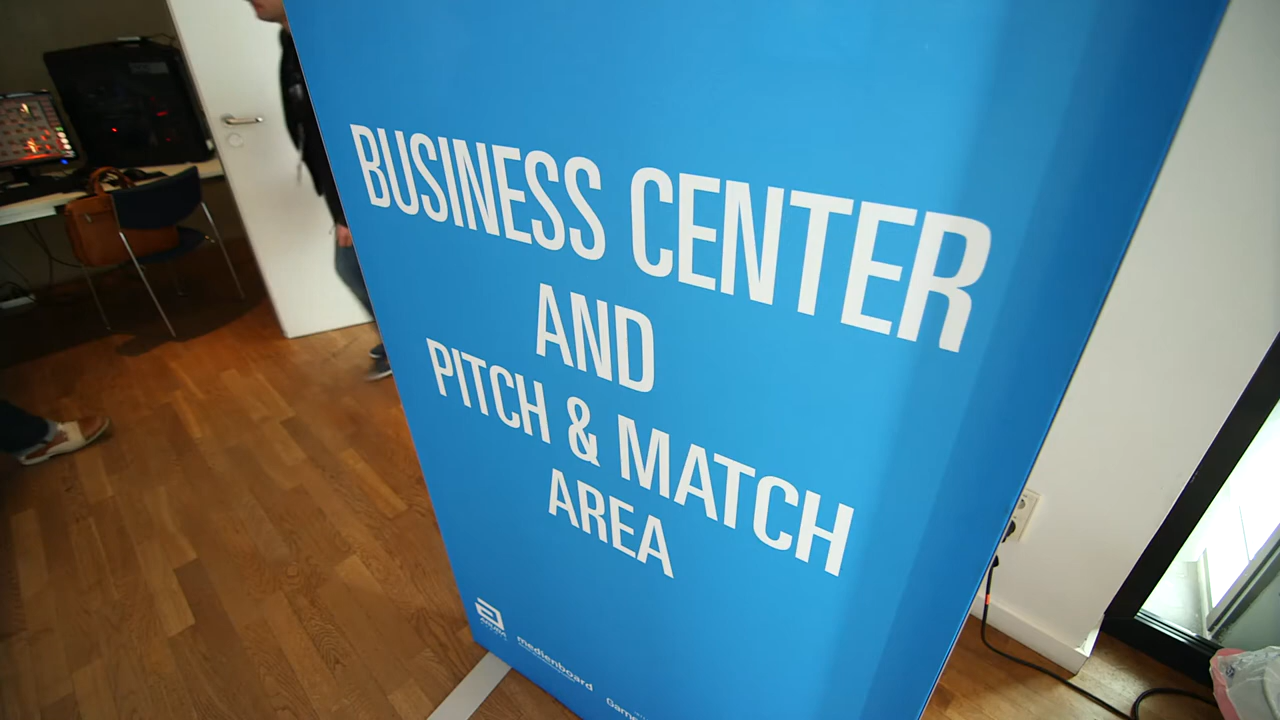 BUSINESS CENTER
AND
PITCH & MATCH
AREA
medienboard